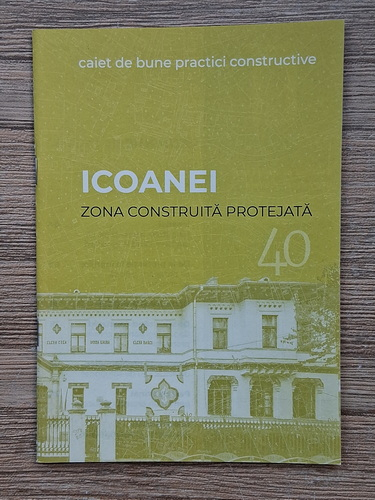 caiet de bune practici constructive
ICOANEI
ZONA CONSTRUITĂ PROTEJATĂ
40